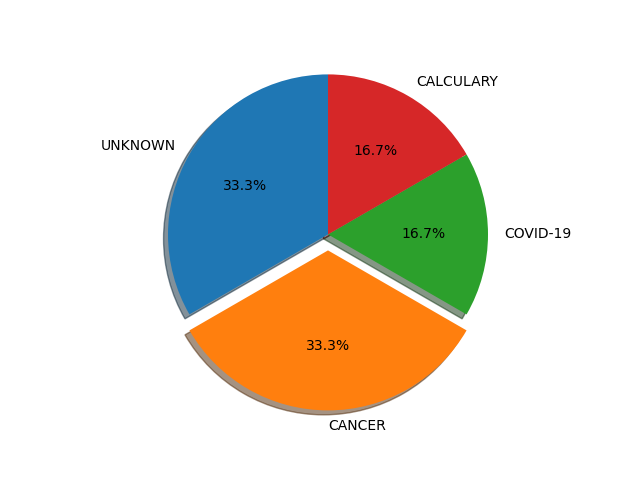 CALCULARY
UNKNOWN
16.7%
33.3%
16.7%
COVID-19
33.3%
CANCER